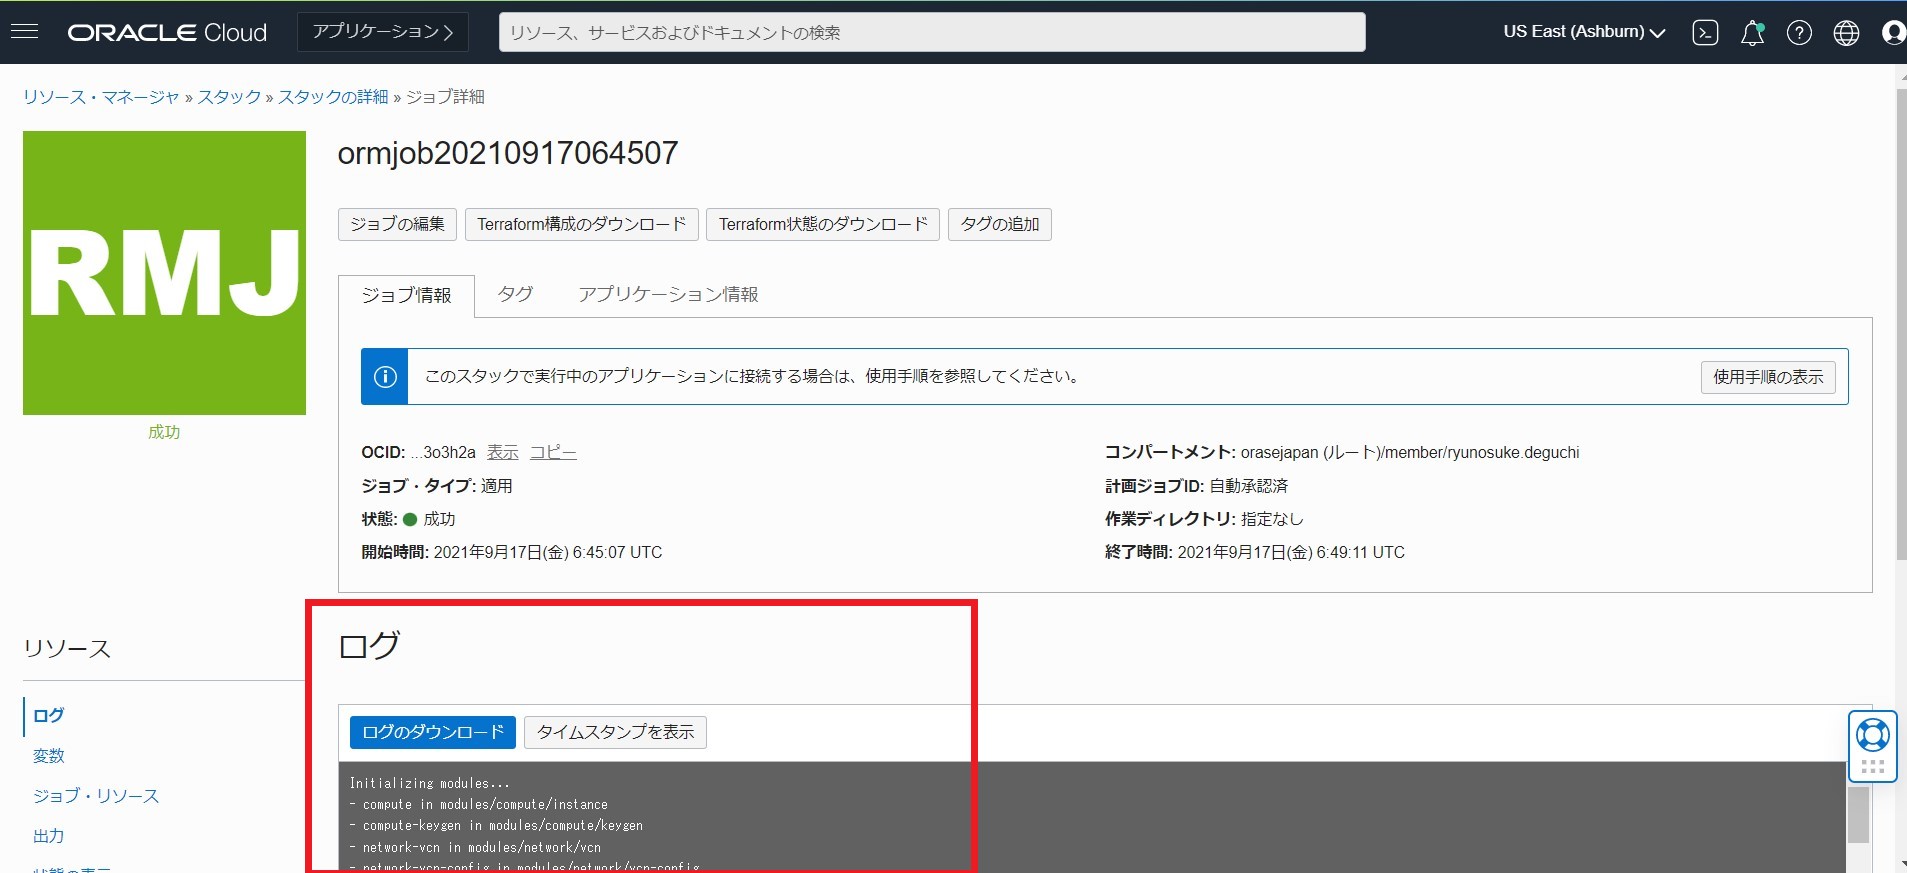 ORACLE Cloud アプリケーション リソース、サービスおよびドキュメントの検索 US East (Ashburn)
リソース・マネージャ » スタック » スタックの詳細 » ジョブ詳細
RMJ
成功
ormjob20210917064507
ジョブの編集 Terraform構成のダウンロード Terraform状態のダウンロード タグの追加
ジョブ情報 タグ アプリケーション情報
このスタックで実行中のアプリケーションに接続する場合は、使用手順を参照してください。 使用手順の表示
OCID: ...3o3h2a 表示 コピー
ジョブ・タイプ: 適用
状態: 成功
開始時間: 2021年9月17日(金) 6:45:07 UTC
コンパートメント: orasejapan (ルート)/member/ryunosuke.deguchi
計画ジョブID: 自動承認済
作業ディレクトリ: 指定なし
終了時間: 2021年9月17日(金) 6:49:11 UTC
リソース
ログ
変数
ジョブ・リソース
出力
状態の表示
ログ
ログのダウンロード タイムスタンプを表示
Initializing modules...
- compute in modules/compute/instance
- compute-keygen in modules/compute/keygen
- network-vcn in modules/network/vcn
- network-vcn-config in modules/network/vcn-config